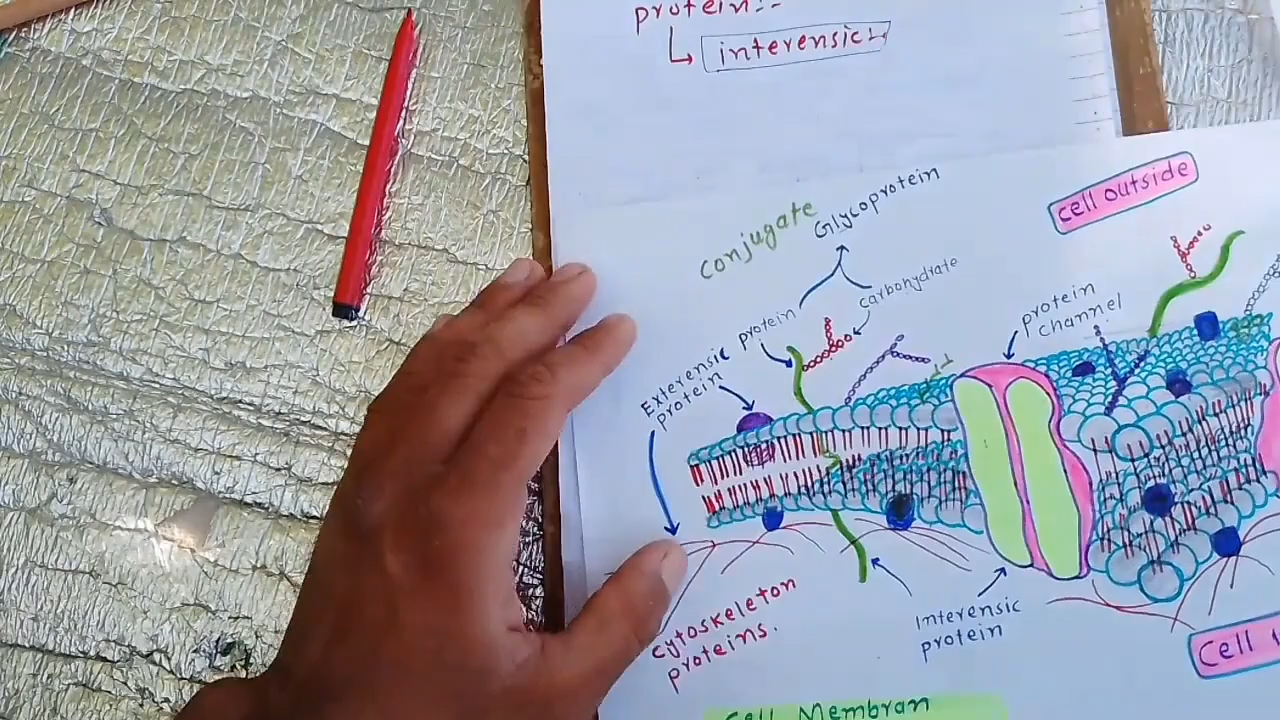 protein:-
interensic
cell outside
conjugate
Glycoprotein
carbohydrate
protein
protein
channel
Exterensic
protein
Interensic
protein
cytoskeleton
proteins.
Cell
Cell Membran